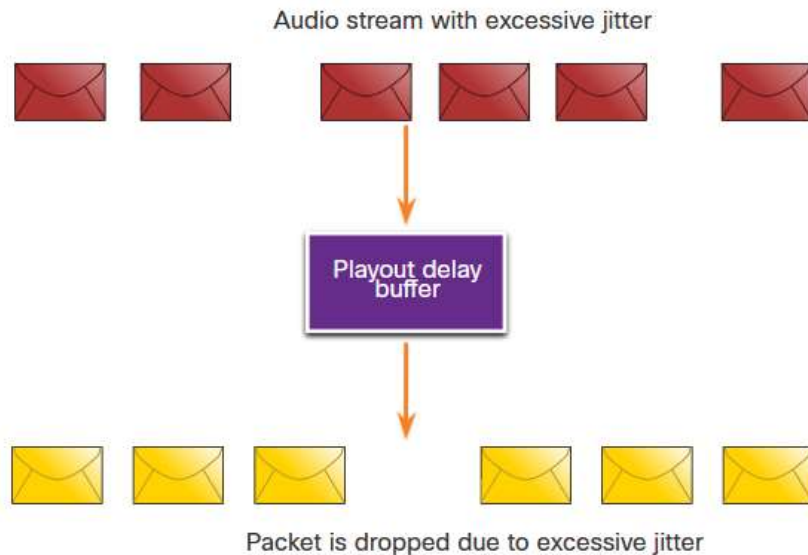 Audio stream with excessive jitter
Playout delay
buffer
Packet is dropped due to excessive jitter